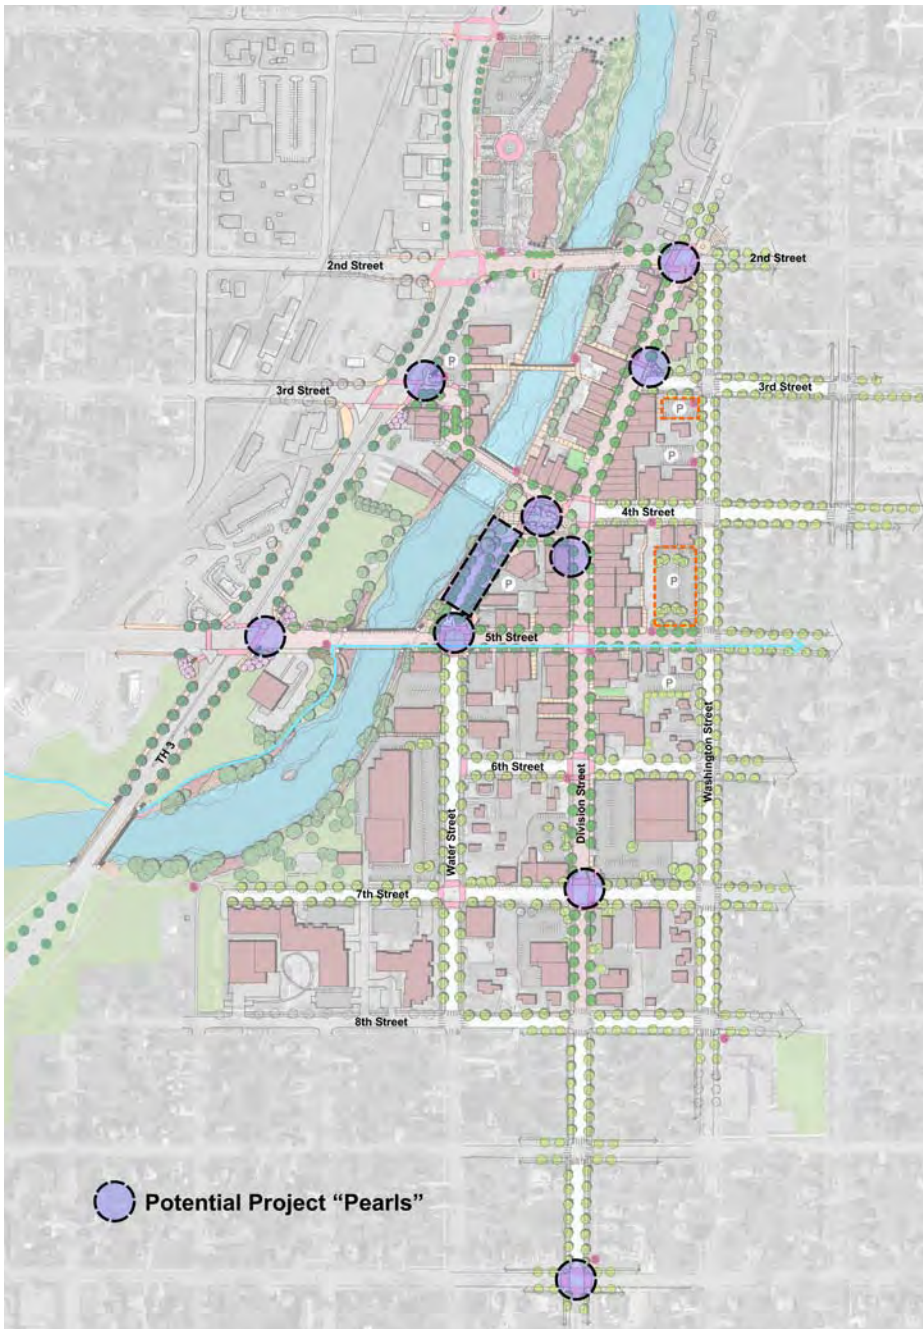 2nd Street
2nd Street
P
3rd Street
3rd Street
P
P
4th Street
P
P
5th Street
P
TH 3
6th Street
Washington Street
Division Street
Water Street
7th Street
8th Street
Potential Project “Pearls”